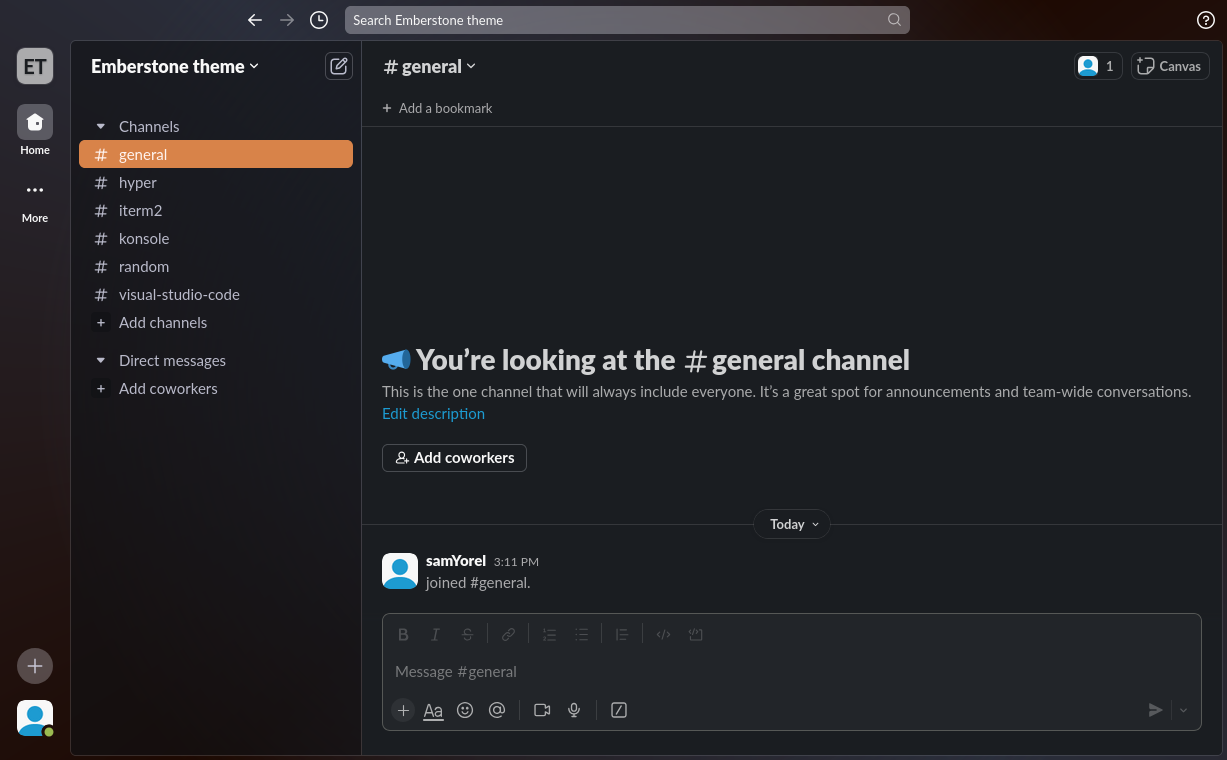 Search Emberstone theme
ET
Home
More
Emberstone theme
Channels
# general
# hyper
# iterm2
# konsole
# random
# visual-studio-code
+ Add channels
Direct messages
+ Add coworkers
# general
1
Canvas
+ Add a bookmark
You’re looking at the # general channel
This is the one channel that will always include everyone. It’s a great spot for announcements and team-wide conversations.
Edit description
Add coworkers
Today
samYorel 3:11 PM
joined #general.
B I S
Message #general
+ Aa @